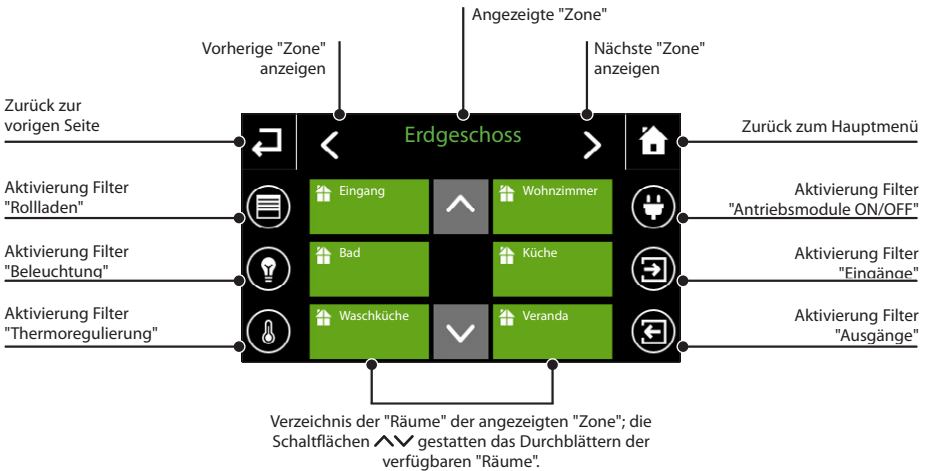 Angezeigte "Zone"
Vorherige "Zone"
anzeigen
Nächste "Zone"
anzeigen
Zurück zur
vorigen Seite
Zurück zum Hauptmenü
Erdgeschoss
Aktivierung Filter
"Rollladen"
Eingang
Wohnzimmer
Aktivierung Filter
"Antriebsmodule ON/OFF"
Aktivierung Filter
"Beleuchtung"
Bad
Küche
Aktivierung Filter
"Eingänge"
Aktivierung Filter
"Thermoregulierung"
Waschküche
Veranda
Aktivierung Filter
"Ausgänge"
Verzeichnis der "Räume" der angezeigten "Zone"; die
Schaltflächen gestatten das Durchblättern der
verfügbaren "Räume".